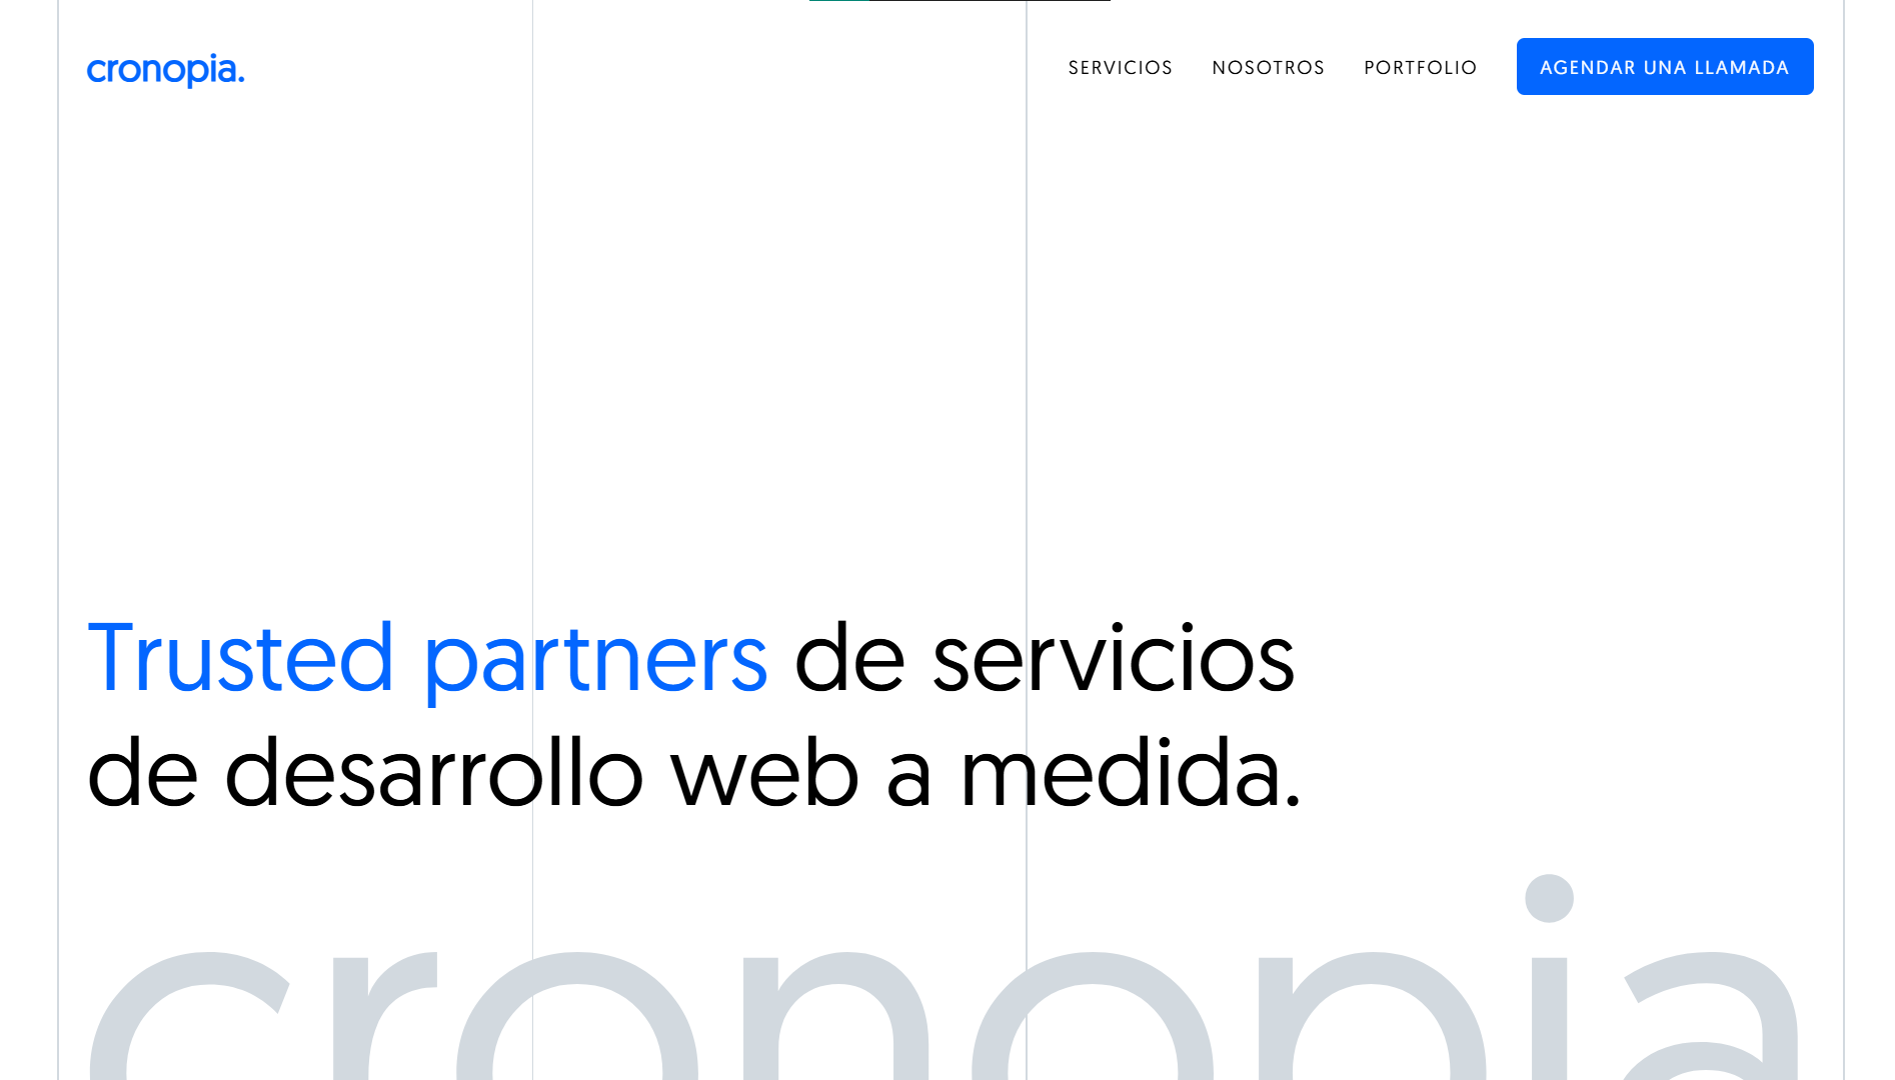 cronopia.
SERVICIOS NOSOTROS PORTFOLIO AGENDAR UNA LLAMADA
Trusted partners de servicios
de desarrollo web a medida.
cronopia